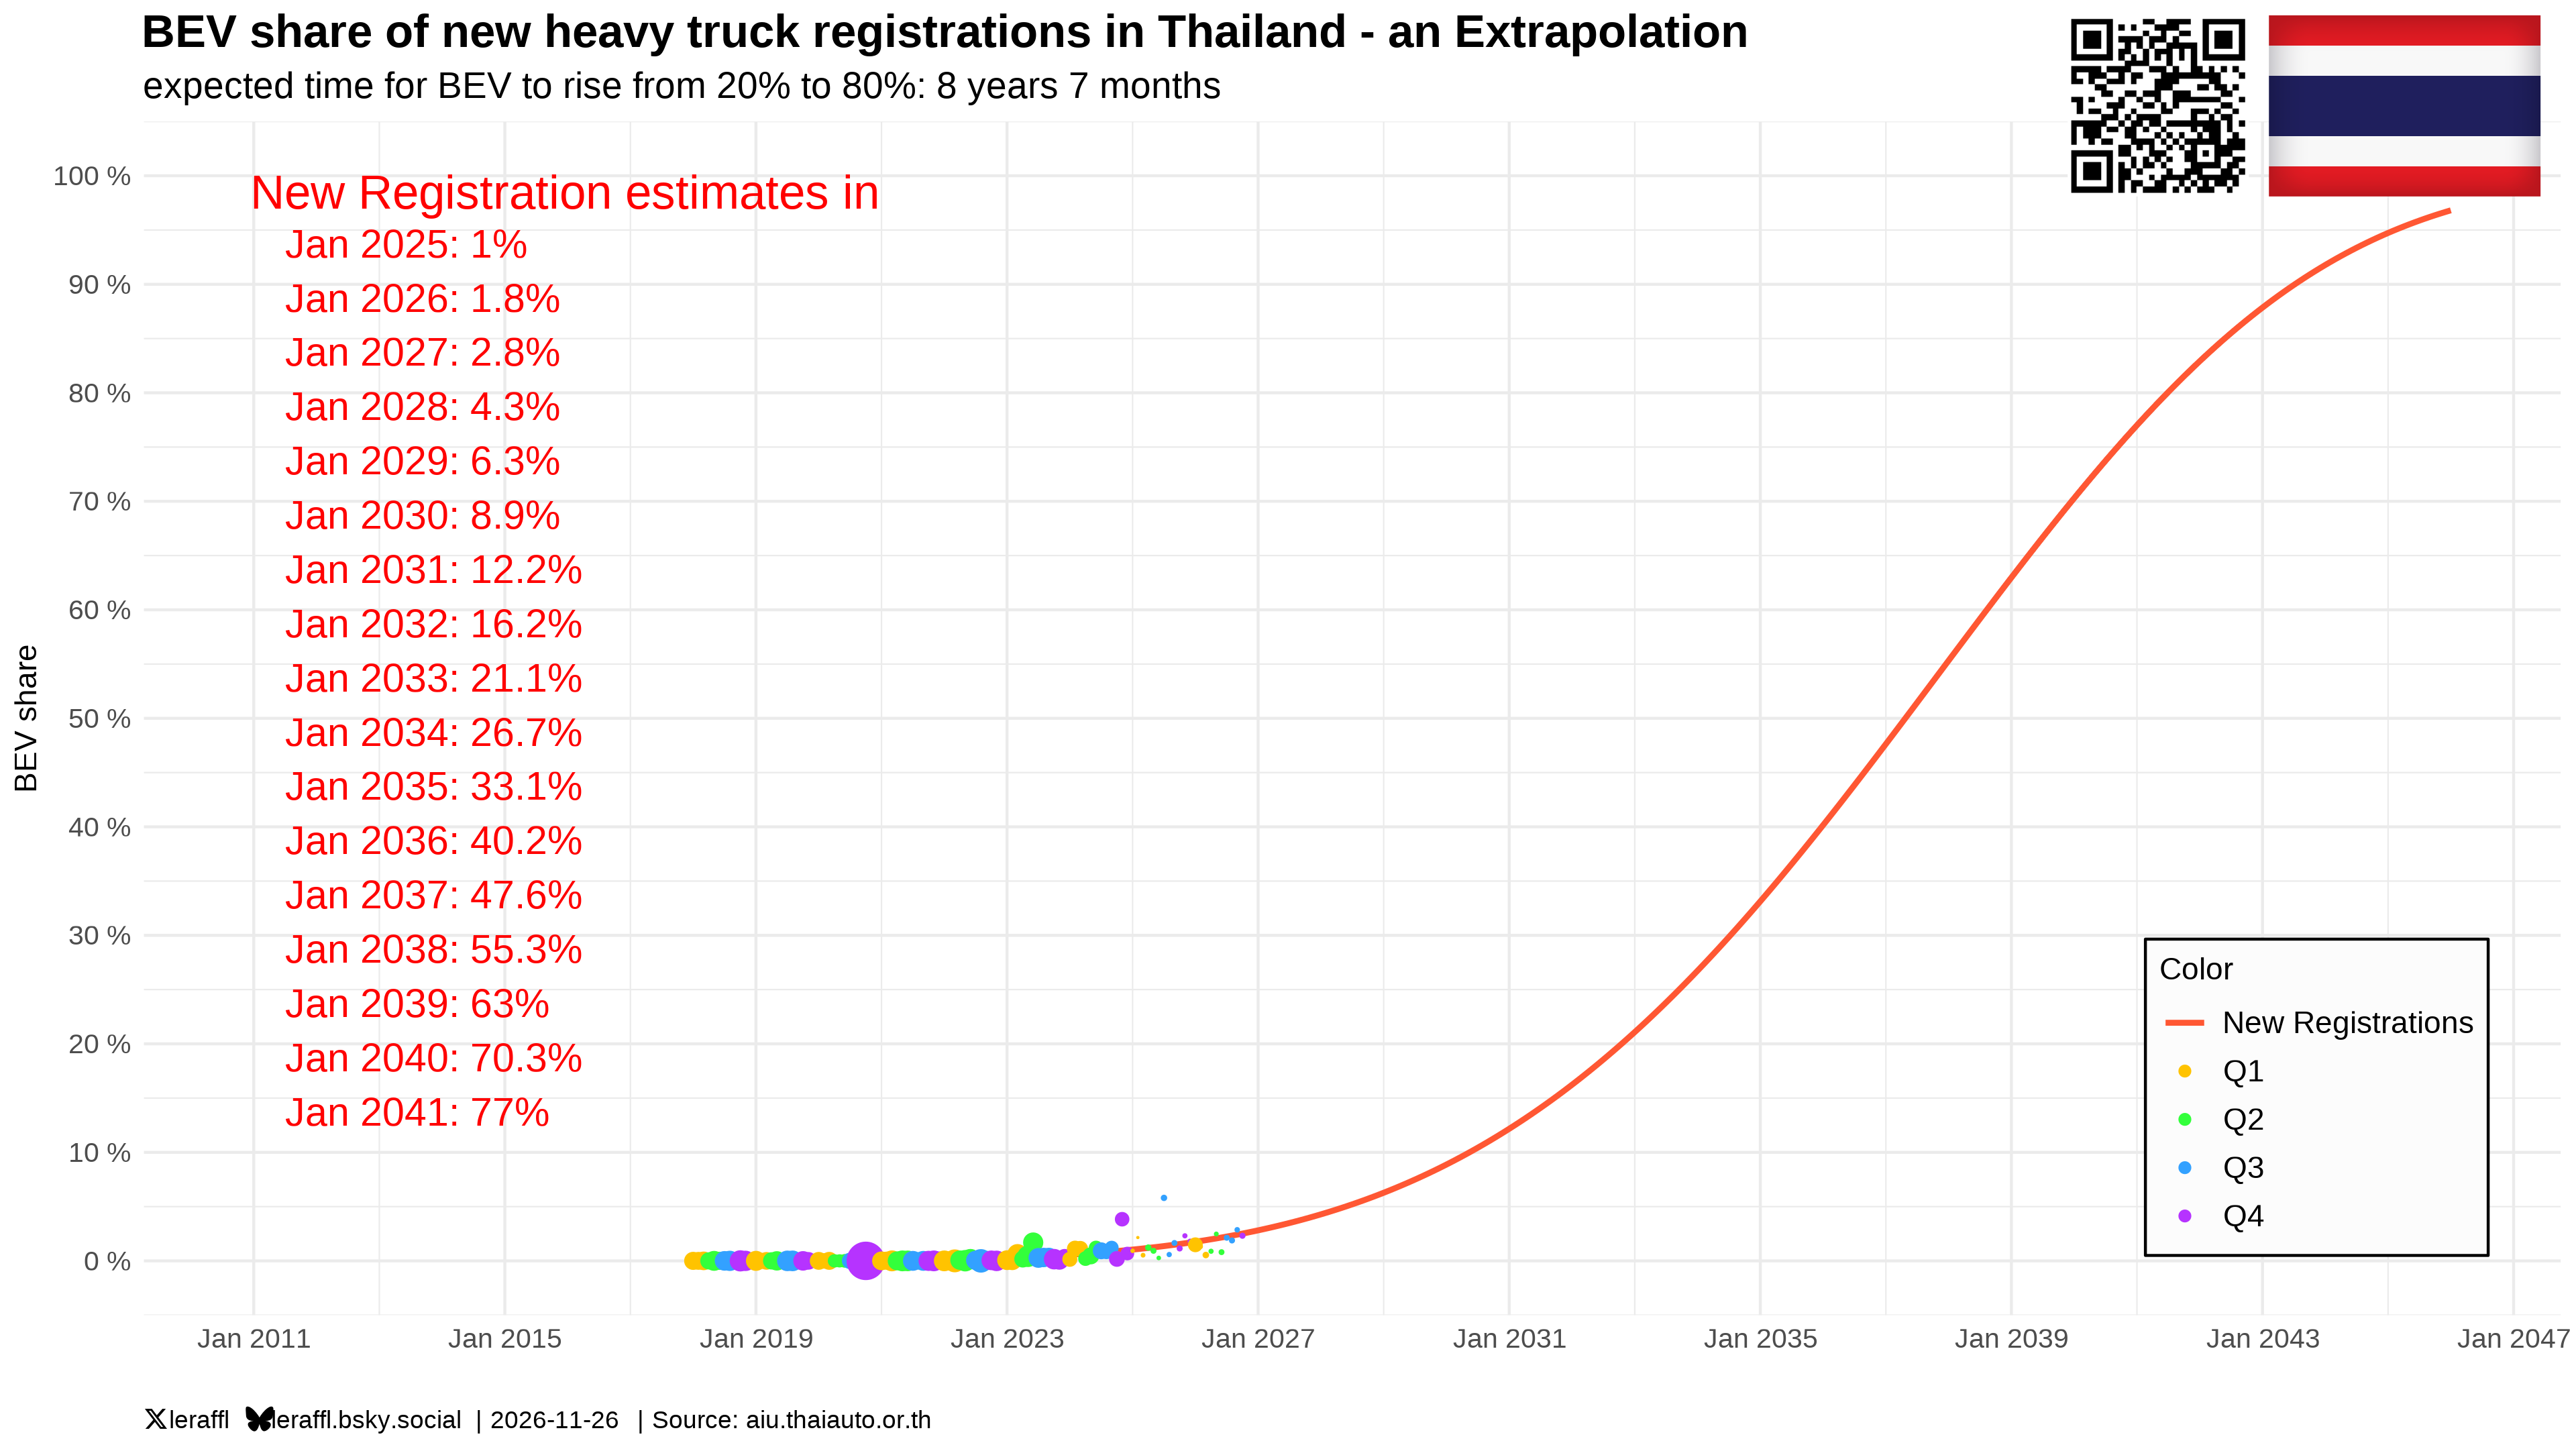 BEV share of new heavy truck registrations in Thailand - an Extrapolation
expected time for BEV to rise from 20% to 80%: 8 years 7 months
100 %
90 %
80 %
70 %
60 %
50 %
40 %
30 %
20 %
10 %
0 %
BEV share
New Registration estimates in
Jan 2025: 1%
Jan 2026: 1.8%
Jan 2027: 2.8%
Jan 2028: 4.3%
Jan 2029: 6.3%
Jan 2030: 8.9%
Jan 2031: 12.2%
Jan 2032: 16.2%
Jan 2033: 21.1%
Jan 2034: 26.7%
Jan 2035: 33.1%
Jan 2036: 40.2%
Jan 2037: 47.6%
Jan 2038: 55.3%
Jan 2039: 63%
Jan 2040: 70.3%
Jan 2041: 77%
Color
New Registrations
Q1
Q2
Q3
Q4
Jan 2011 Jan 2015 Jan 2019 Jan 2023 Jan 2027 Jan 2031 Jan 2035 Jan 2039 Jan 2043 Jan 2047
leraffl leraffl.bsky.social | 2026-11-26 | Source: aiu.thaiauto.or.th